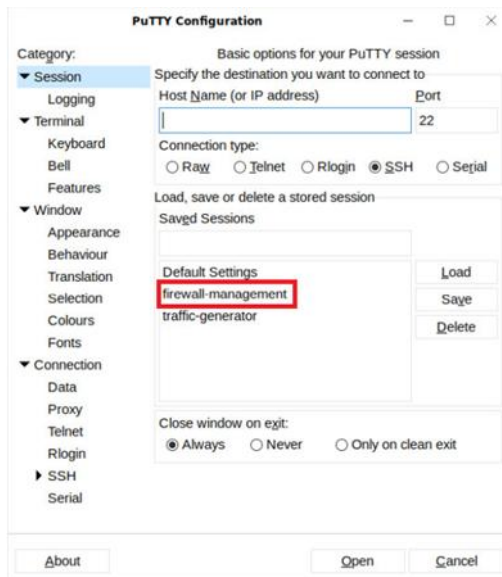 PuTTY Configuration
Category:
Session
Logging
Terminal
Keyboard
Bell
Features
Window
Appearance
Behaviour
Translation
Selection
Colours
Fonts
Connection
Data
Proxy
Telnet
Rlogin
SSH
Serial
Basic options for your PuTTY session
Specify the destination you want to connect to
Host Name (or IP address) Port
22
Connection type:
Raw Telnet Rlogin SSH Serial
Load, save or delete a stored session
Saved Sessions
Default Settings
firewall-management
traffic-generator
Load
Save
Delete
Close window on exit:
Always Never Only on clean exit
About Open Cancel